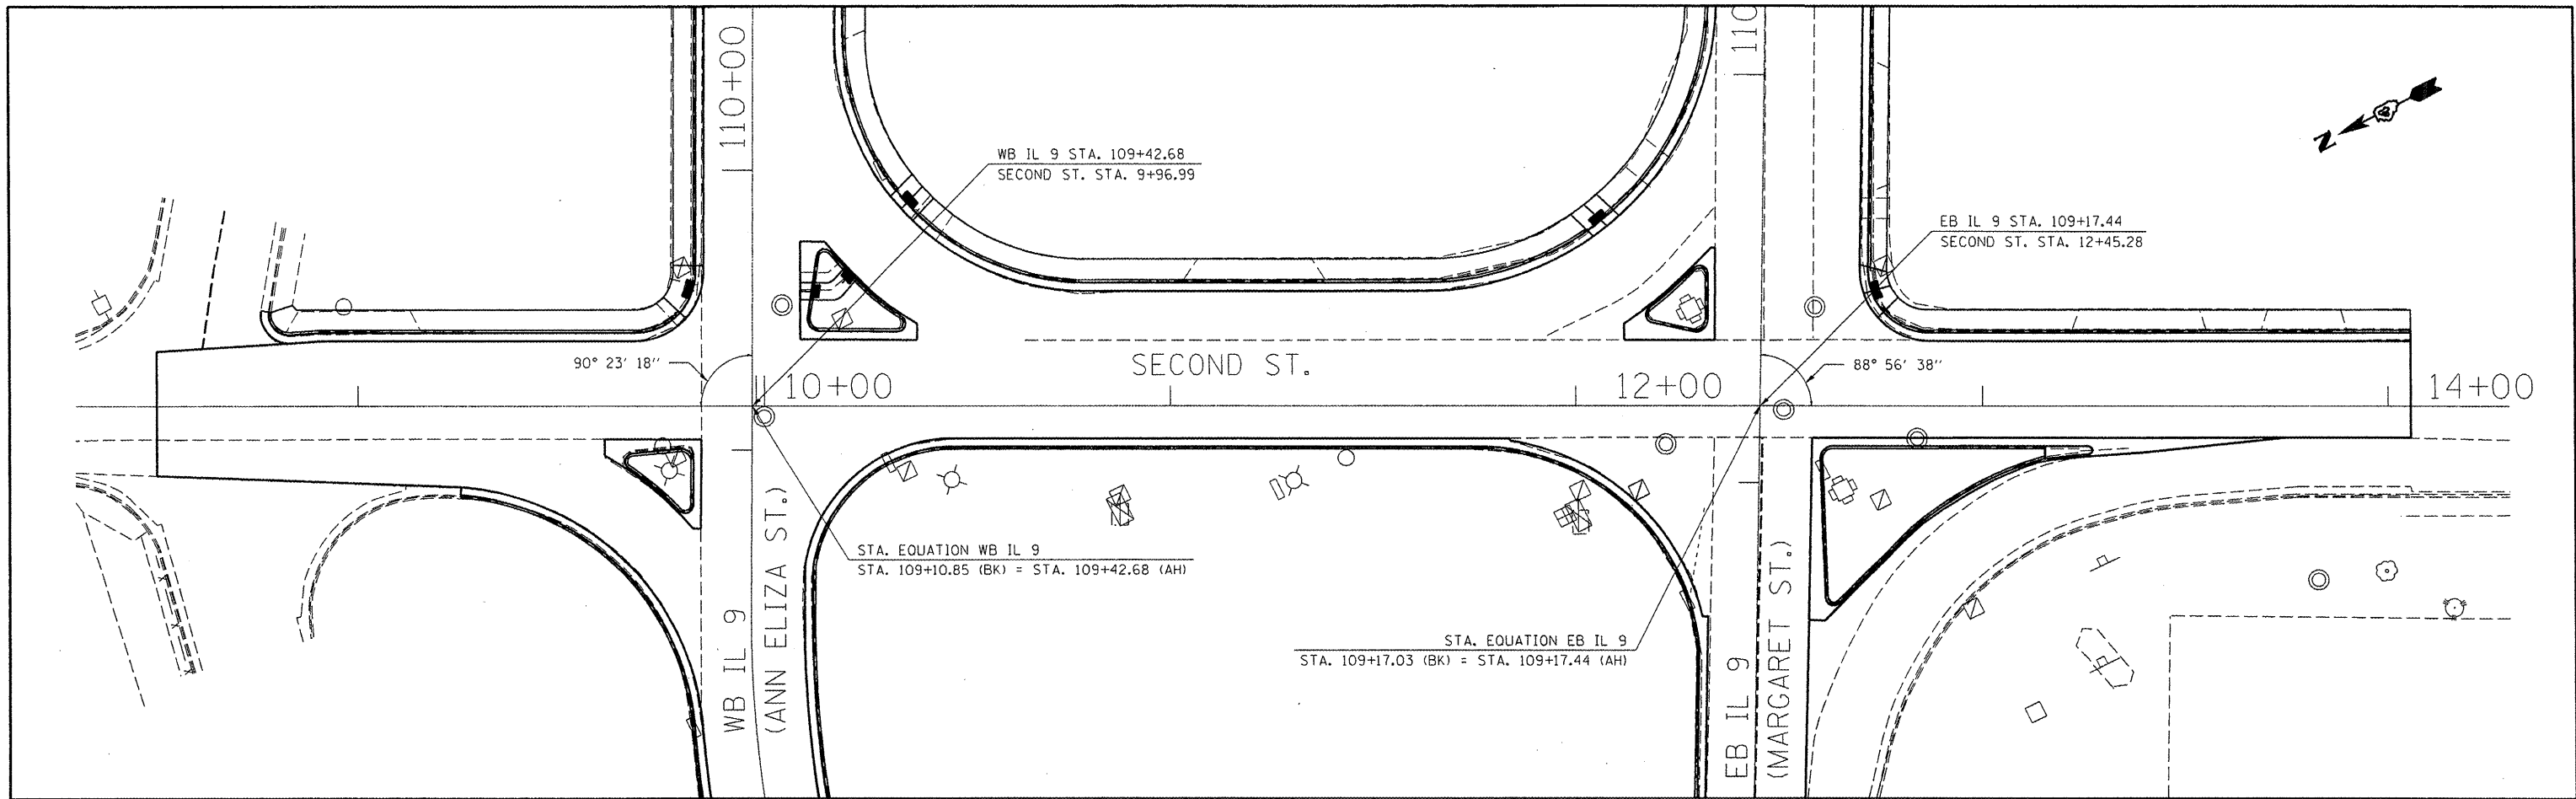 110+00
110
N
WB IL 9 STA. 109+42.68
SECOND ST. STA. 9+96.99
EB IL 9 STA. 109+17.44
SECOND ST. STA. 12+45.28
90° 23' 18"
SECOND ST.
88° 56' 38"
10+00
12+00
14+00
STA. EQUATION WB IL 9
STA. 109+10.85 (BK) = STA. 109+42.68 (AH)
STA. EQUATION EB IL 9
STA. 109+17.03 (BK) = STA. 109+17.44 (AH)
WB IL 9
(ANN ELIZA ST.)
EB IL 9
(MARGARET ST.)